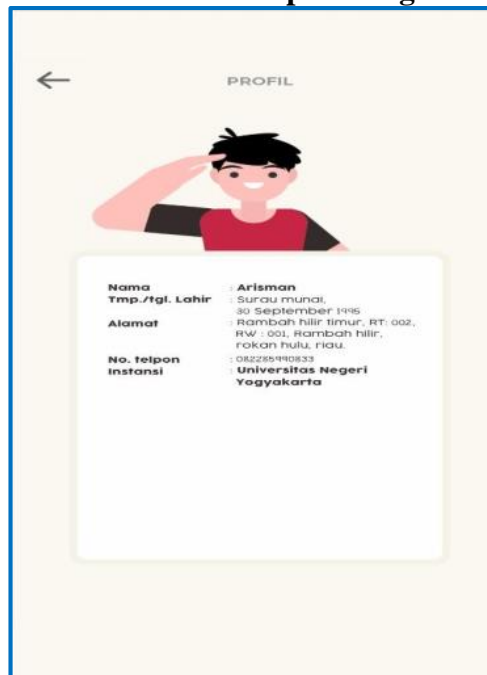 PROFIL
Nama : Arisman
Tmp./tgl. Lahir : Surau munai,
30 September 1995
Alamat : Rambah hilir timur, RT: 002,
RW : 001, Rambah hilir,
rokan hulu, riau.
No. telpon : 082285990833
Instansi : Universitas Negeri
Yogyakarta